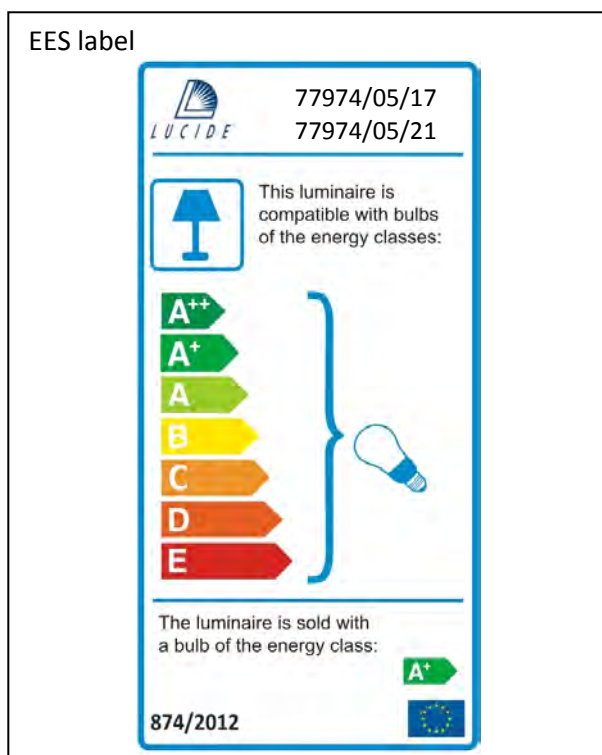 EES label
LUCIDE
77974/05/17
77974/05/21
This luminaire is
compatible with bulbs
of the energy classes:
A++
A+
A
B
C
D
E
The luminaire is sold with
a bulb of the energy class:
A+
874/2012